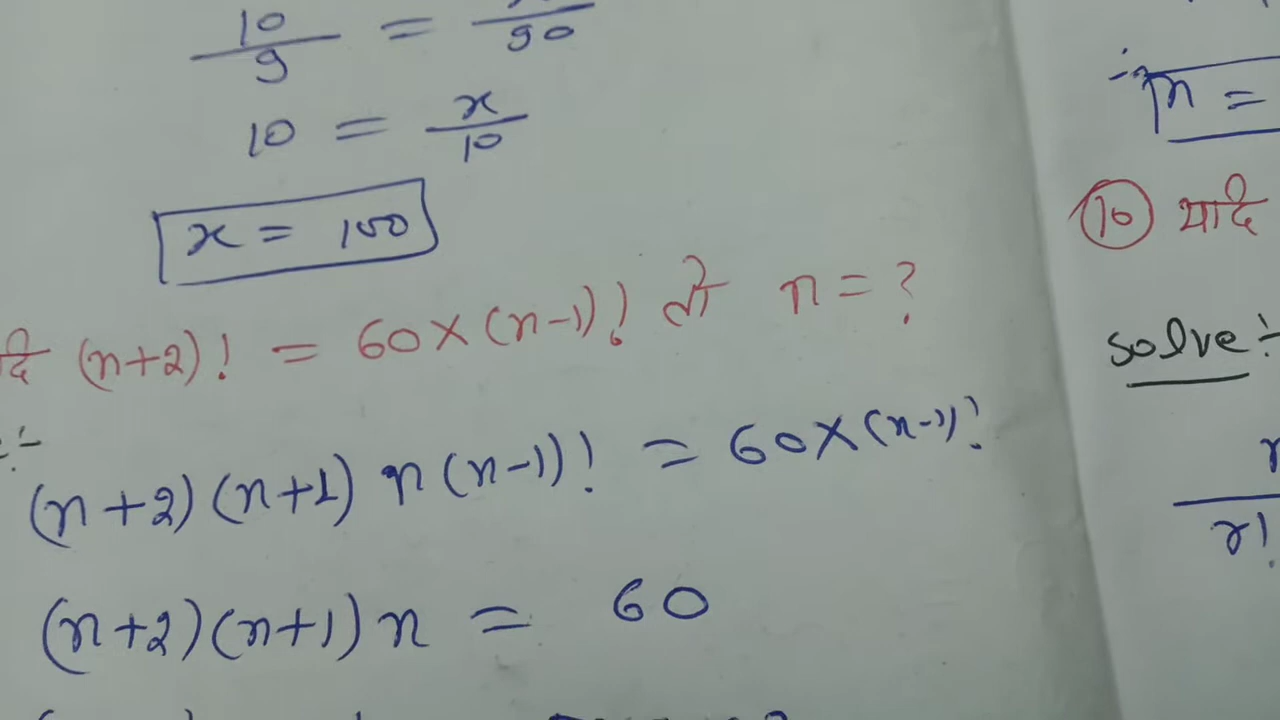 10/9 = /90
10 = x/10
x = 100
(n+2)! = 60×(n-1)! तो n = ?
(n+2)(n+1) n (n-1)! = 60×(n-1)!
(n+2)(n+1) n = 60
∴ n =
(10) यदि
Solve:-
r!